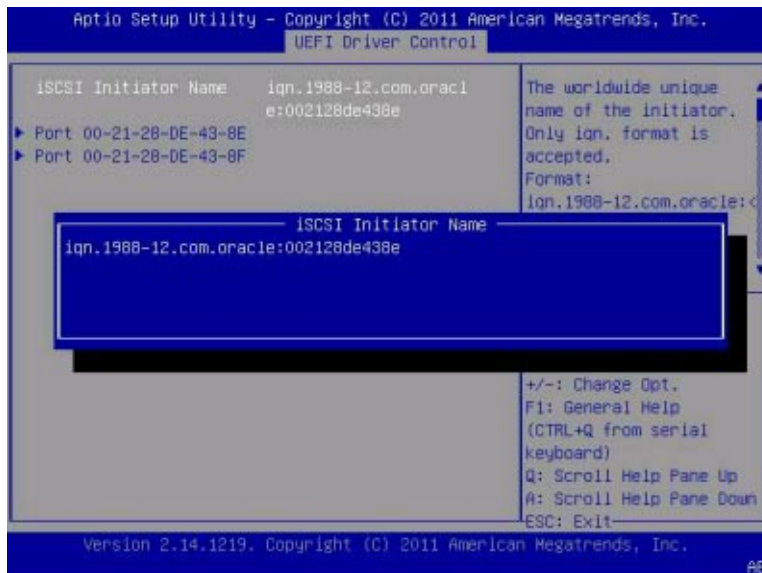 Aptio Setup Utility – Copyright (C) 2011 American Megatrends, Inc.
UEFI Driver Control
iSCSI Initiator Name iqn.1988-12.com.oracl
e:002128de438e
Port 00-21-28-DE-43-8E
Port 00-21-28-DE-43-8F
The worldwide unique
name of the initiator.
Only iqn. format is
accepted.
Format:
iqn.1988-12.com.oracle:<
iSCSI Initiator Name
iqn.1988-12.com.oracle:002128de438e
+/-: Change Opt.
F1: General Help
(CTRL+Q from serial
keyboard)
Q: Scroll Help Pane Up
A: Scroll Help Pane Down
ESC: Exit
Version 2.14.1219. Copyright (C) 2011 American Megatrends, Inc.
AB